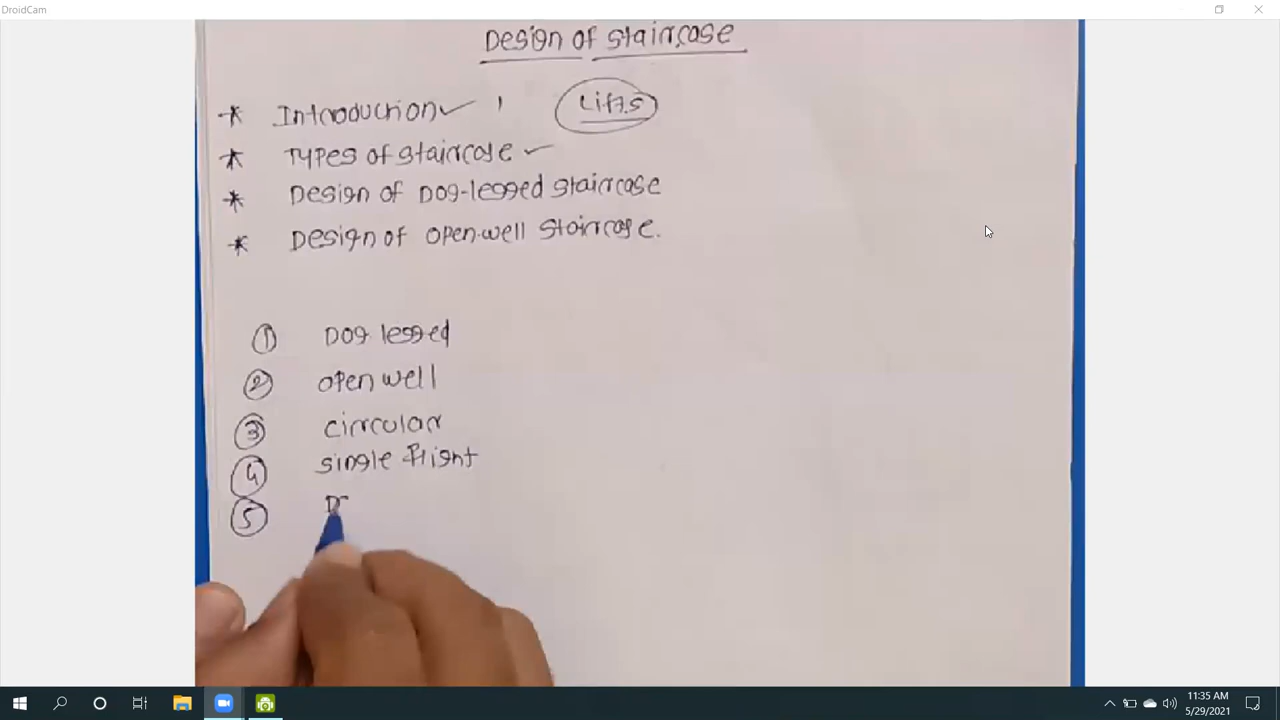 DroidCam
Design of staircase
* Introduction ✓ Lifts
* Types of staircase ✓
* Design of Dog-legged staircase
* Design of open-well staircase.
① Dog legged
② open well
③ circular
④ single flight
⑤
11:35 AM
5/29/2021